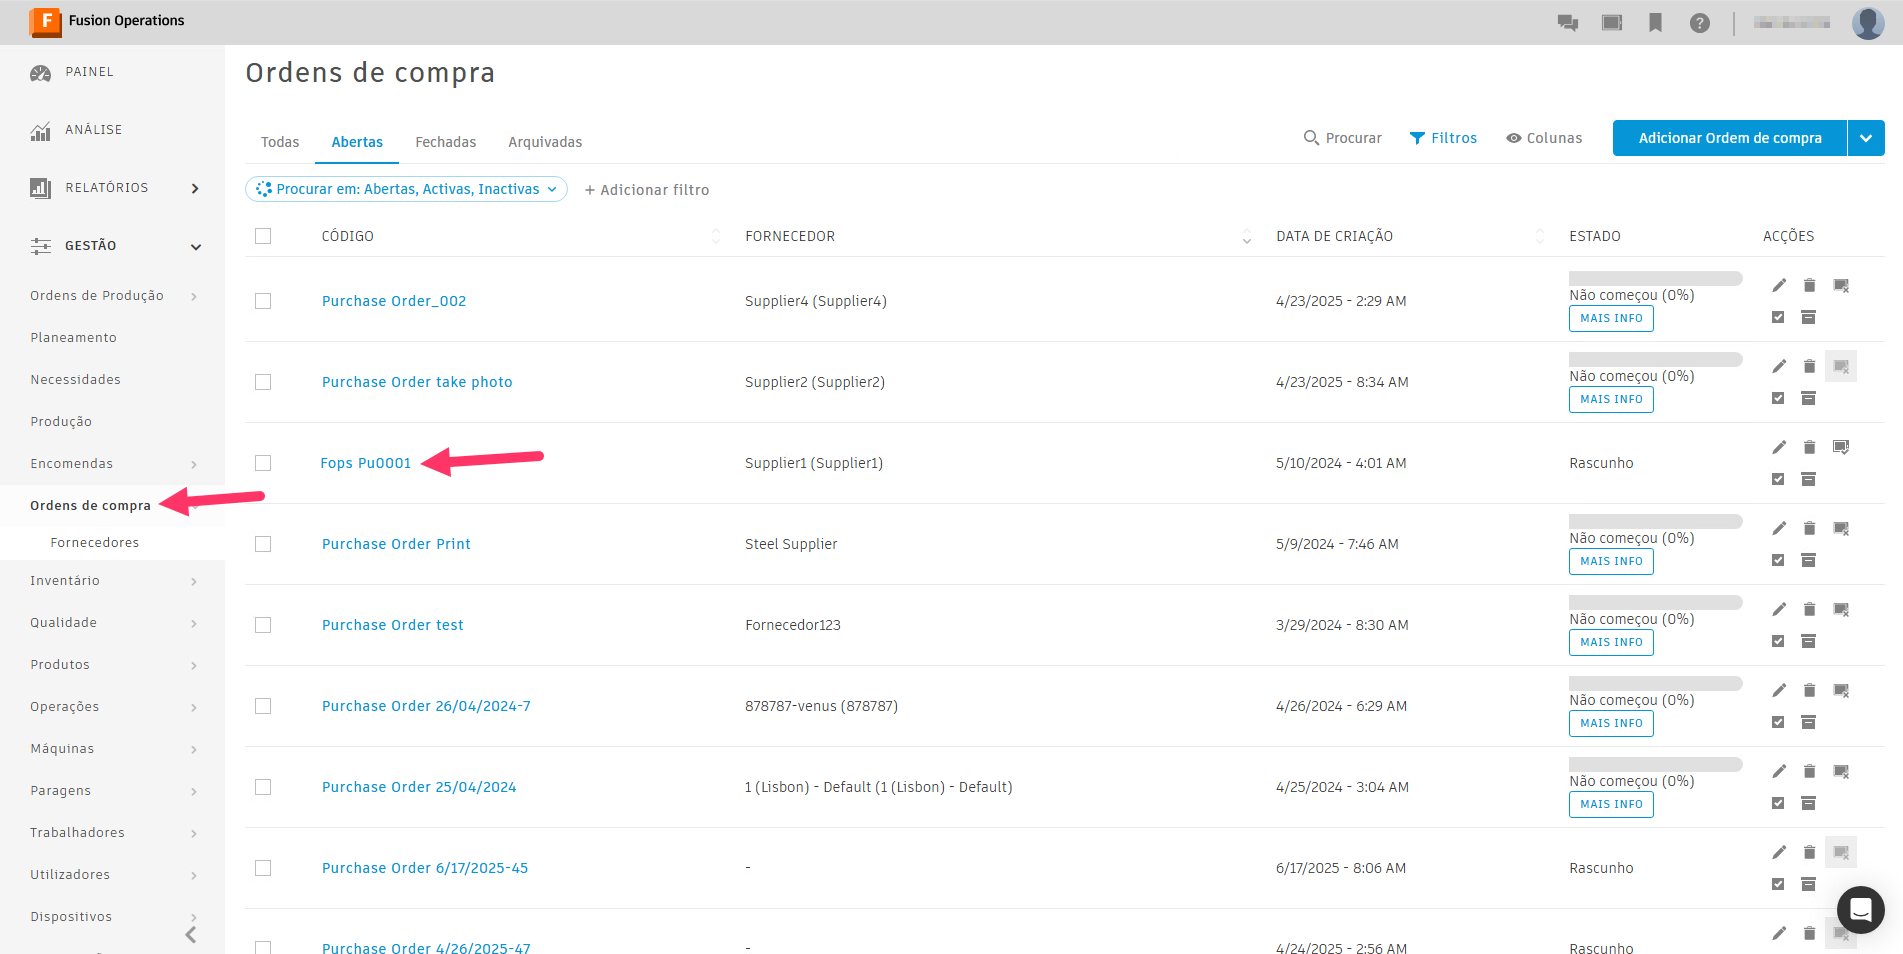 Fusion Operations
PAINEL
ANÁLISE
RELATÓRIOS
GESTÃO
Ordens de Produção
Planeamento
Necessidades
Produção
Encomendas
Ordens de compra
Fornecedores
Inventário
Qualidade
Produtos
Operações
Máquinas
Paragens
Trabalhadores
Utilizadores
Dispositivos
Ordens de compra
Todas Abertas Fechadas Arquivadas
Procurar Filtros Colunas Adicionar Ordem de compra
Procurar em: Abertas, Activas, Inactivas + Adicionar filtro
CÓDIGO FORNECEDOR DATA DE CRIAÇÃO ESTADO ACÇÕES
Purchase Order_002 Supplier4 (Supplier4) 4/23/2025 - 2:29 AM Não começou (0%)
MAIS INFO
Purchase Order take photo Supplier2 (Supplier2) 4/23/2025 - 8:34 AM Não começou (0%)
MAIS INFO
Fops Pu0001 Supplier1 (Supplier1) 5/10/2024 - 4:01 AM Rascunho
Purchase Order Print Steel Supplier 5/9/2024 - 7:46 AM Não começou (0%)
MAIS INFO
Purchase Order test Fornecedor123 3/29/2024 - 8:30 AM Não começou (0%)
MAIS INFO
Purchase Order 26/04/2024-7 878787-venus (878787) 4/26/2024 - 6:29 AM Não começou (0%)
MAIS INFO
Purchase Order 25/04/2024 1 (Lisbon) - Default (1 (Lisbon) - Default) 4/25/2024 - 3:04 AM Não começou (0%)
MAIS INFO
Purchase Order 6/17/2025-45 - 6/17/2025 - 8:06 AM Rascunho
Purchase Order 4/26/2025-47 - 4/24/2025 - 2:56 AM Rascunho